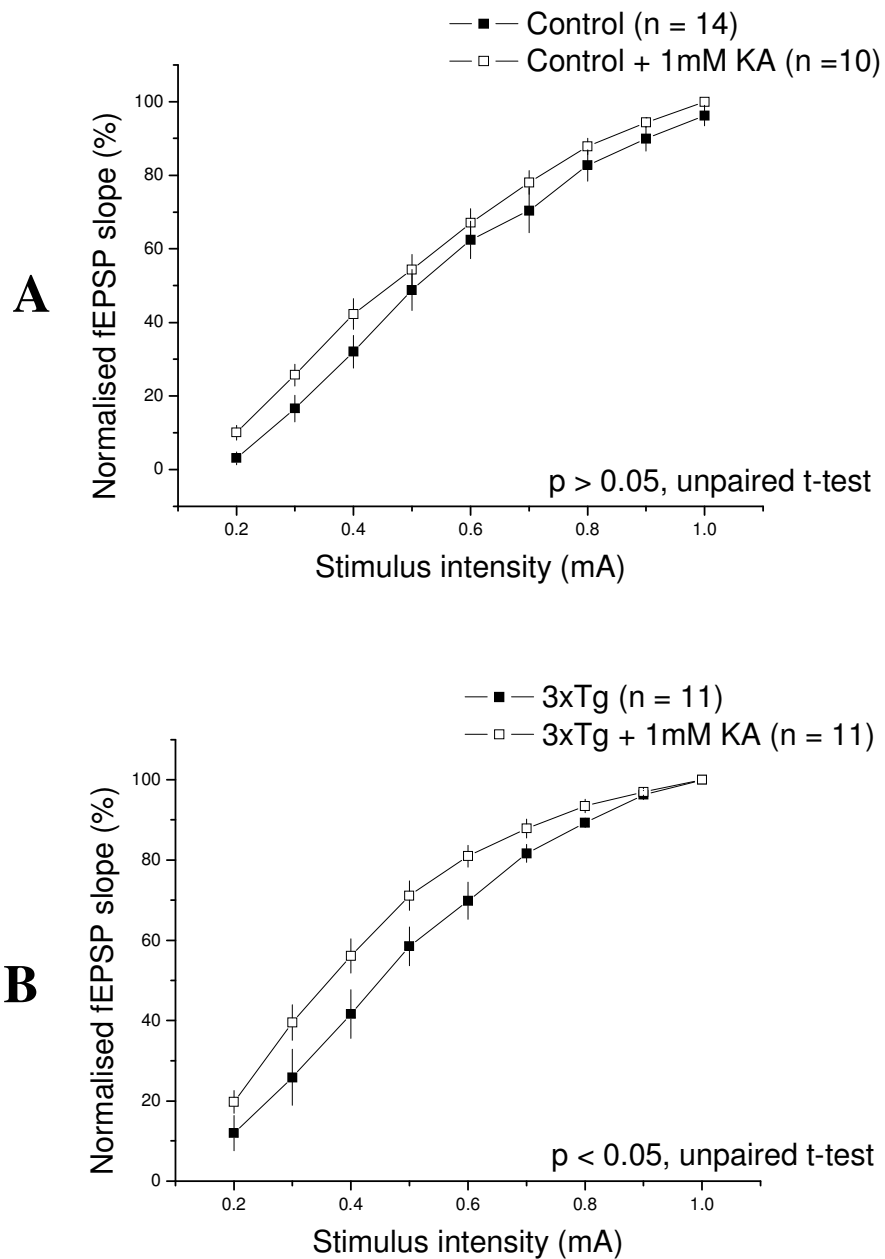 Control (n = 14)
Control + 1mM KA (n =10)
A
Normalised fEPSP slope (%)
100
80
60
40
20
0
p > 0.05, unpaired t-test
0.2 0.4 0.6 0.8 1.0
Stimulus intensity (mA)
3xTg (n = 11)
3xTg + 1mM KA (n = 11)
B
Normalised fEPSP slope (%)
100
80
60
40
20
0
p < 0.05, unpaired t-test
0.2 0.4 0.6 0.8 1.0
Stimulus intensity (mA)